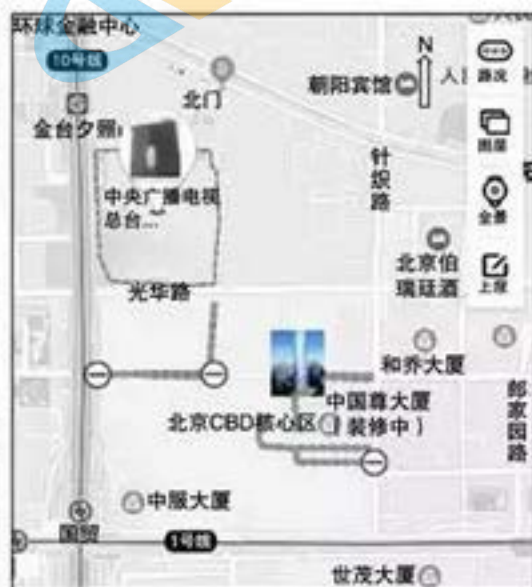 环球金融中心
10号线
N
北门
朝阳宾馆
人
路况
金台夕照
图层
针织路
中央广播电视
总台...
全景
北京伯
瑞廷酒
上报
光华路
和乔大厦
中国尊大厦
(装修中)
北京CBD核心区
郎家园路
中服大厦
国贸
1号线
世茂大厦